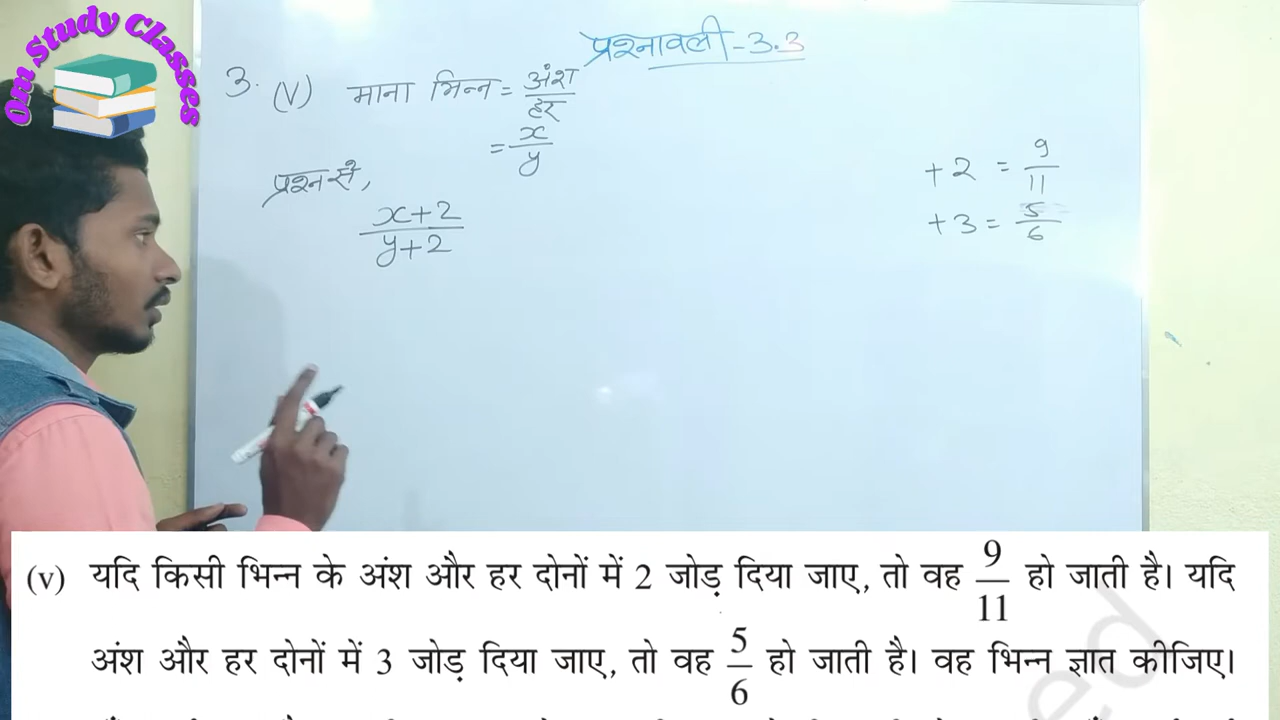 Om Study Classes
प्रश्नावली - 3.3
3. (V) माना भिन्न = अंश/हर
= x/y
प्रश्न से,
x+2/y+2
+2 = 9/11
+3 = 5/6
(v) यदि किसी भिन्न के अंश और हर दोनों में 2 जोड़ दिया जाए, तो वह 9/11 हो जाती है। यदि
अंश और हर दोनों में 3 जोड़ दिया जाए, तो वह 5/6 हो जाती है। वह भिन्न ज्ञात कीजिए।